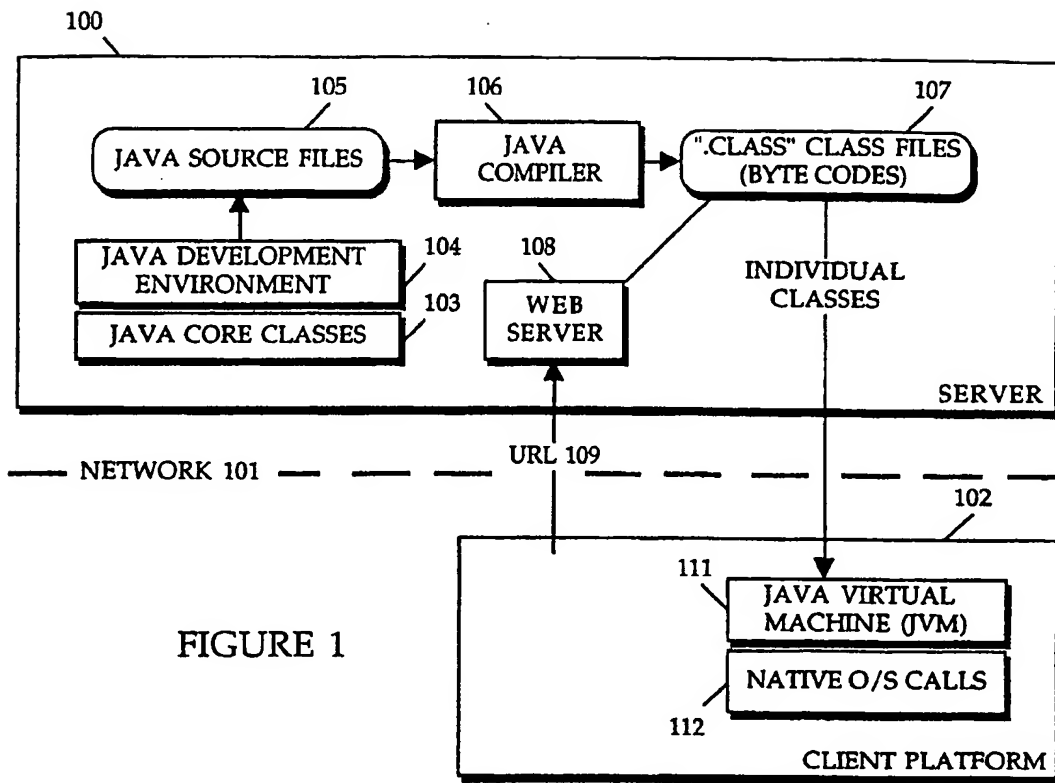 100
105
106
107
JAVA SOURCE FILES
JAVA
COMPILER
".CLASS" CLASS FILES
(BYTE CODES)
JAVA DEVELOPMENT
ENVIRONMENT
104
108
INDIVIDUAL
CLASSES
JAVA CORE CLASSES
103
WEB
SERVER
SERVER
NETWORK 101
URL 109
102
111
JAVA VIRTUAL
MACHINE (JVM)
FIGURE 1
NATIVE O/S CALLS
112
CLIENT PLATFORM